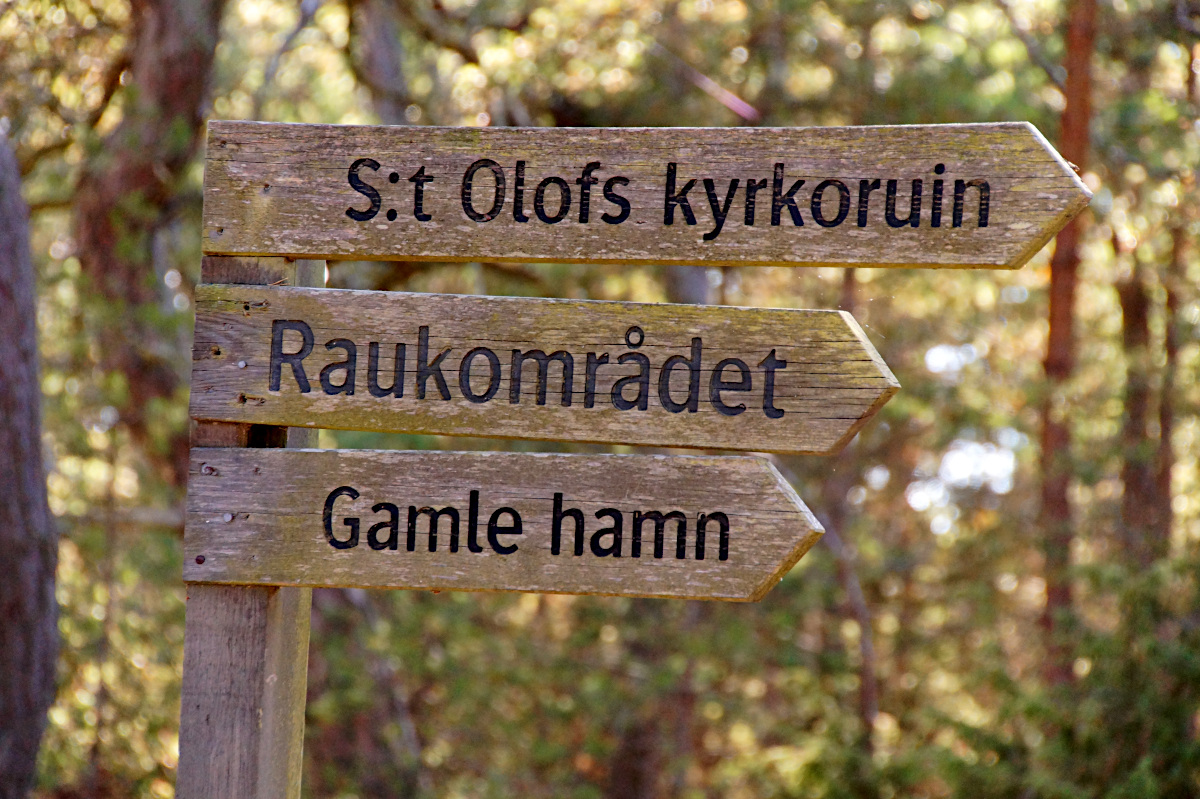 S:t Olofs kyrkoruin
Raukområdet
Gamle hamn